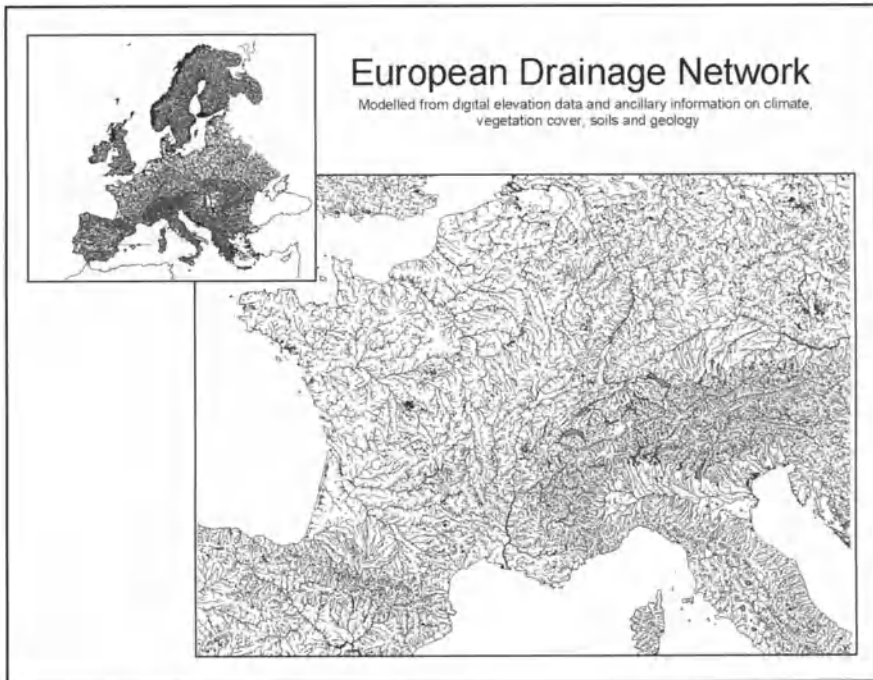 European Drainage Network
Modelled from digital elevation data and ancillary information on climate,
vegetation cover, soils and geology